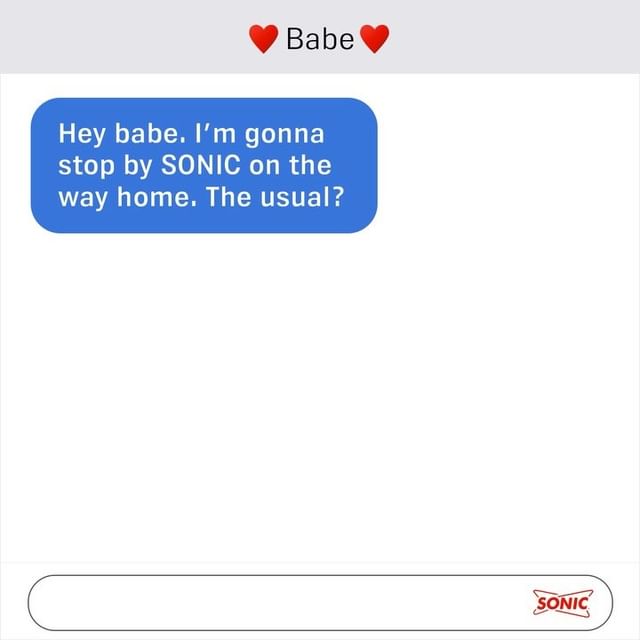 ❤️ Babe ❤️
Hey babe. I’m gonna
stop by SONIC on the
way home. The usual?
SONIC